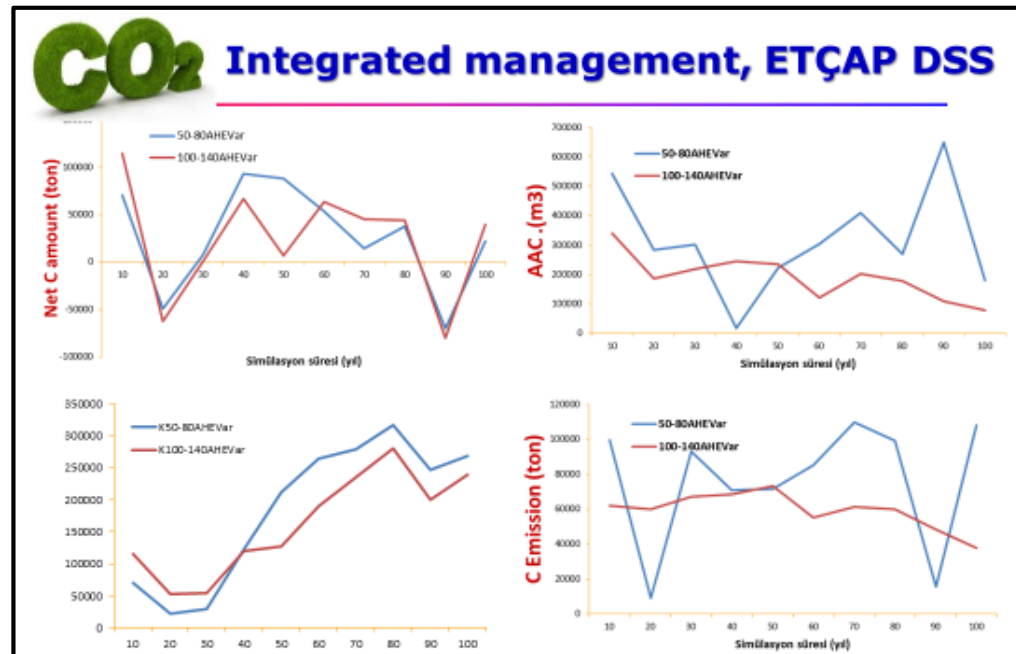 CO2
Integrated management, ETÇAP DSS
Net C amount (ton)
50-80AHEVar
100-140AHEVar
100000
50000
0
-50000
-100000
10 20 30 40 50 60 70 80 90 100
Simülasyon süresi (yıl)
AAC .(m3)
700000
600000
500000
400000
300000
200000
100000
0
50-80AHEVar
100-140AHEVar
10 20 30 40 50 60 70 80 90 100
Simülasyon süresi (yıl)
350000
300000
250000
200000
150000
100000
50000
0
K50-80AHEVar
K100-140AHEVar
10 20 30 40 50 60 70 80 90 100
C Emission (ton)
120000
100000
80000
60000
40000
20000
0
50-80AHEVar
100-140AHEVar
10 20 30 40 50 60 70 80 90 100
Simülasyon süresi (yıl)